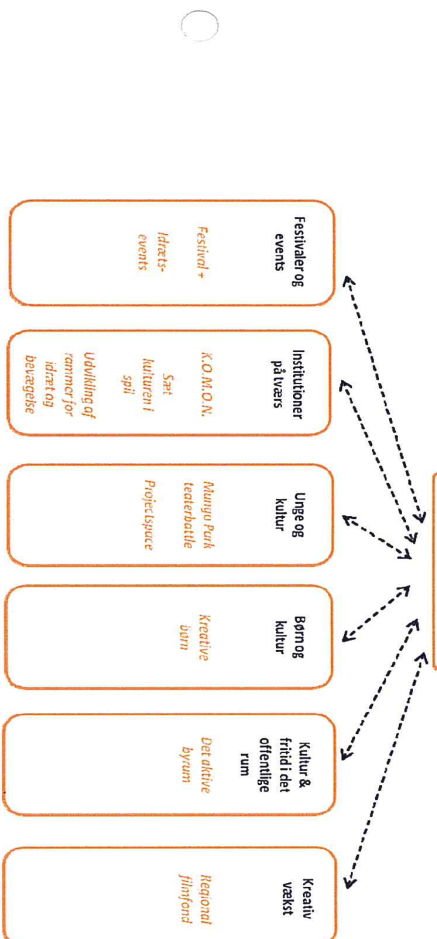 Festivaler og
events
Festival +
Idræts-
events
Institutioner
på tværs
K.O.M.O.N.
Sæt
kulturen i
spil
Udvikling af
rammer for
idræt og
bevægelse
Unge og
kultur
Mungo Park
teaterbattle
Projectspace
Børn og
kultur
Kreative
børn
Kultur &
fritid i det
offentlige
rum
Det aktive
byrum
Kreativ
vækst
Regional
filmfond